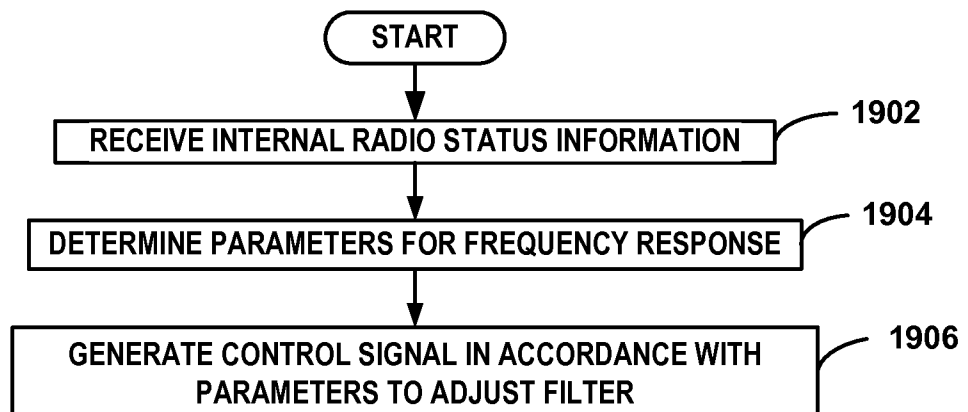 START
RECEIVE INTERNAL RADIO STATUS INFORMATION
1902
DETERMINE PARAMETERS FOR FREQUENCY RESPONSE
1904
GENERATE CONTROL SIGNAL IN ACCORDANCE WITH
PARAMETERS TO ADJUST FILTER
1906